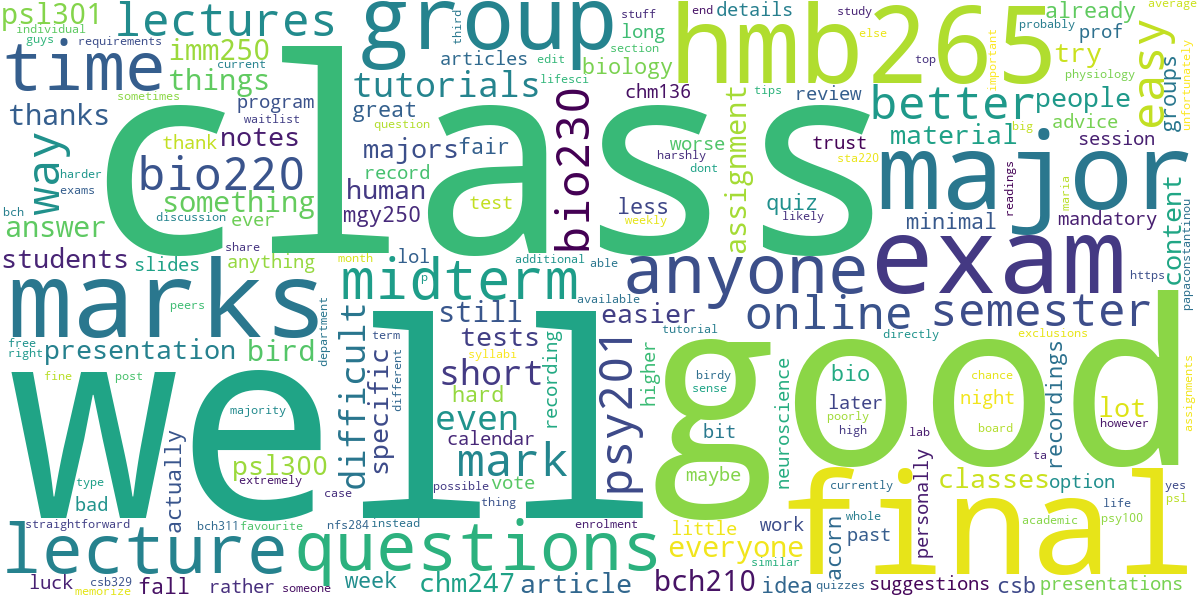 psl301
lectures
group
hmb265
already
average
individual
guys
requirements
current
time
imm250
things
third
stuff
end
study
details
long
section
probably
else
top
try
prof
articles
edit
lifesci
biology
tutorials
physiology
important
easy
groups
unfortunately
thanks
sometimes
program
waitlist
great
question
bio230
chm136
tips
review
better
people
advice
way
thank
notes
class
majors
fair
worse
harshly
dont
assignment
trust
sta220
material
big
session
harder
exams
bch
bio220
something
record
human
mgy250
test
less
weekly
quiz
likely
major
readings
maria
mandatory
minimal
content
papaconstantinou
answer
discussion
ever
share
students
slides
anything
lol
additional
able
p
midterm
anyone
exam
https
marks
peers
department
still
available
easier
online
semester
free
right
presentation
bird
difficult
term
specific
different
tests
syllabi
short
recording
tutorial
directly
exclusions
fine
post
majority
hard
psy201
higher
birdy
sense
neuroscience
bio
recordings
chance
night
board
lot
however
assignments
well
good
later
poorly
high
lab
ta
even
calendar
mark
bit
maybe
actually
type
bad
psl300
extremely
case
possible
thing
vote
personally
currently
classes
option
yes
psl
life
academic
psy100
straightforward
bch311
favourite
nfs284
instead
enrolment
little
everyone
work
whole
past
similar
acorn
final
lecture
questions
luck
csb329
memorize
fall
rather
someone
week
chm247
article
bch210
idea
quizzes
suggestions
csb
presentations